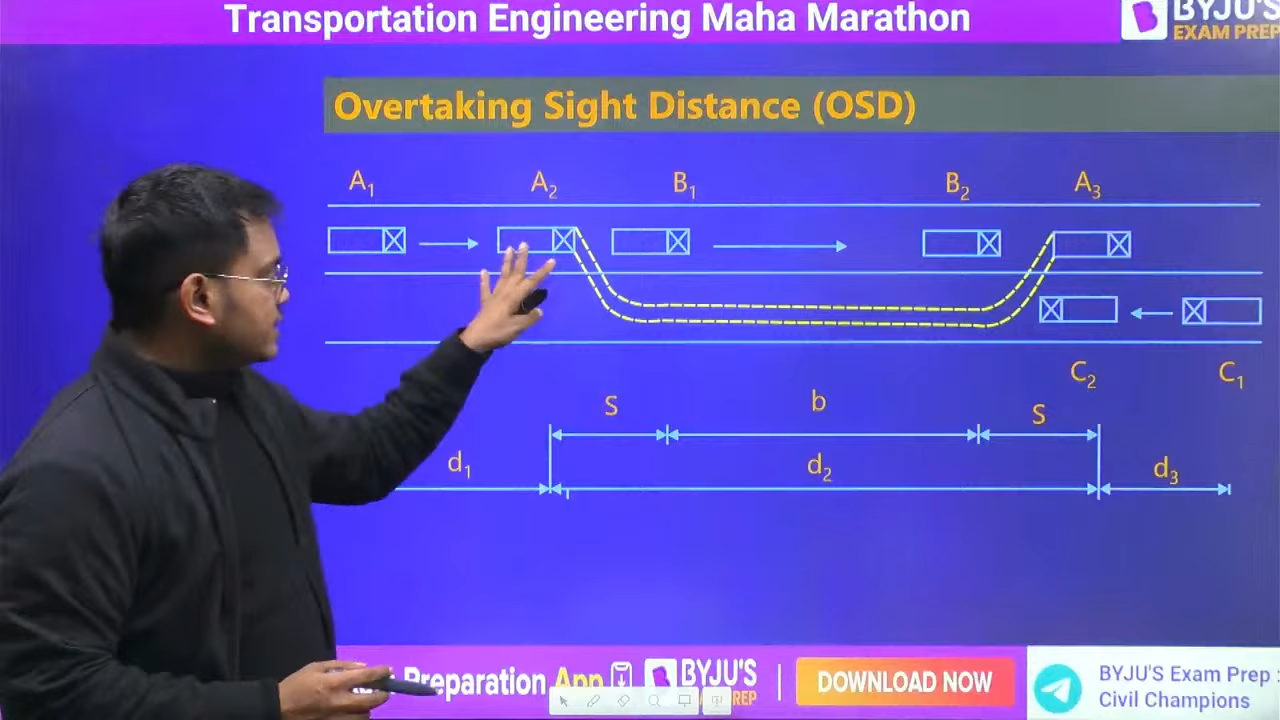 Transportation Engineering Maha Marathon
BYJU'S
EXAM PREP
Overtaking Sight Distance (OSD)
A1 A2 B1 B2 A3
C2 C1
S b S
d1 d2 d3
Preparation App BYJU'S
PREP
DOWNLOAD NOW
BYJU'S Exam Prep :
Civil Champions